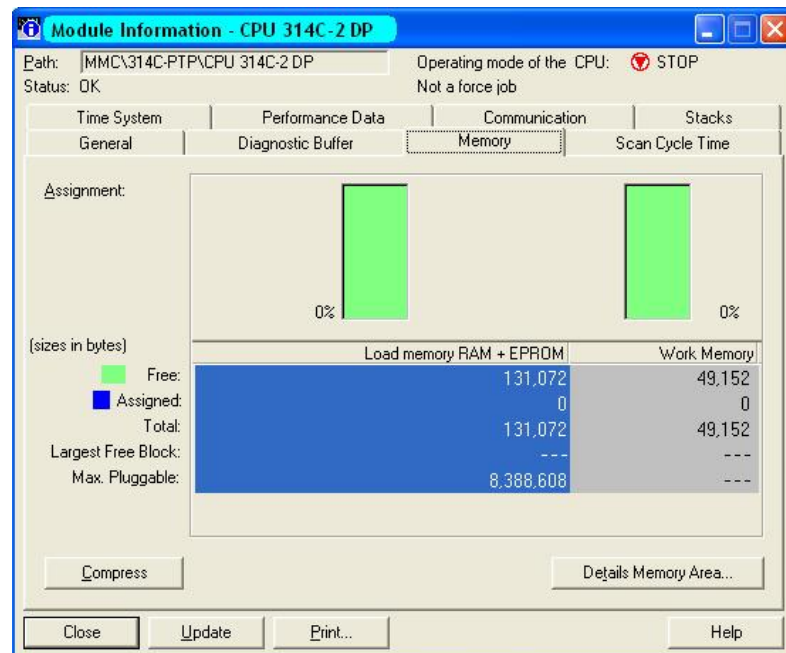 Module Information - CPU 314C-2 DP
Path: MMC\314C-PTP\CPU 314C-2 DP Operating mode of the CPU: STOP
Status: OK Not a force job
Time System Performance Data Communication Stacks
General Diagnostic Buffer Memory Scan Cycle Time
Assignment:
0% 0%
(sizes in bytes) Load memory RAM + EPROM Work Memory
Free: 131,072 49,152
Assigned: 0 0
Total: 131,072 49,152
Largest Free Block: --- ---
Max. Pluggable: 8,388,608 ---
Compress Details Memory Area...
Close Update Print... Help